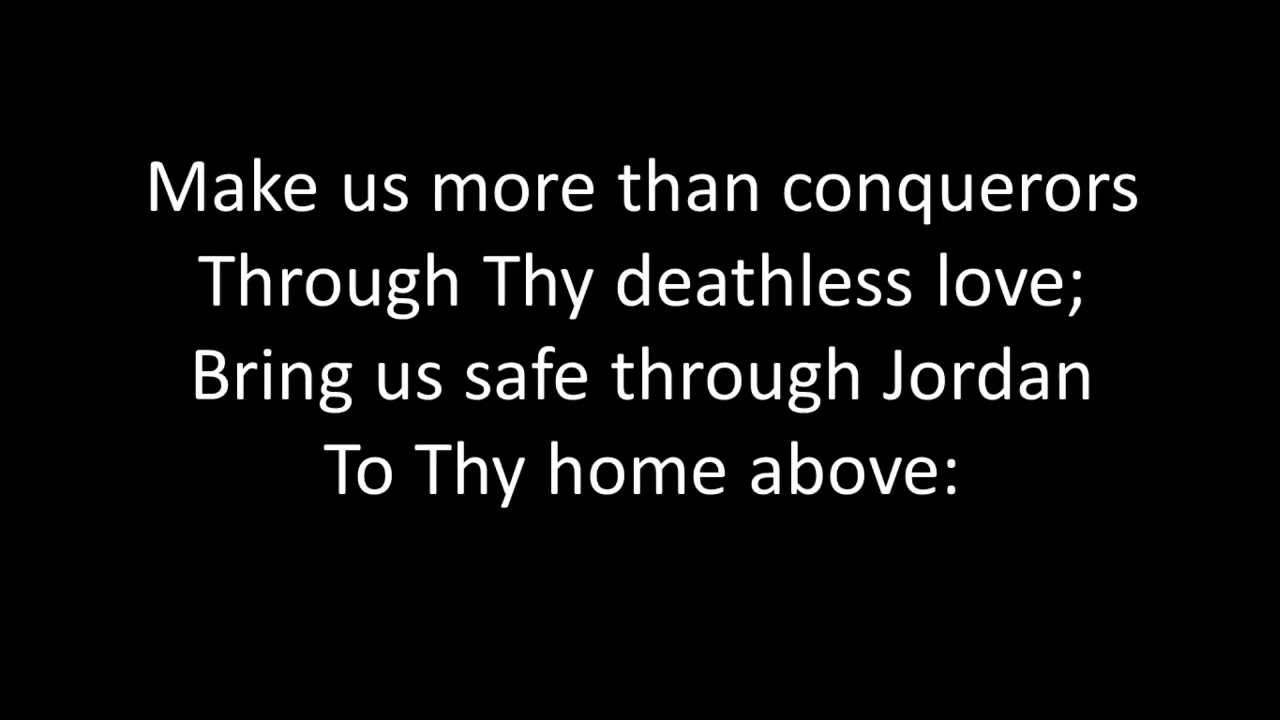 Make us more than conquerors
Through Thy deathless love;
Bring us safe through Jordan
To Thy home above: